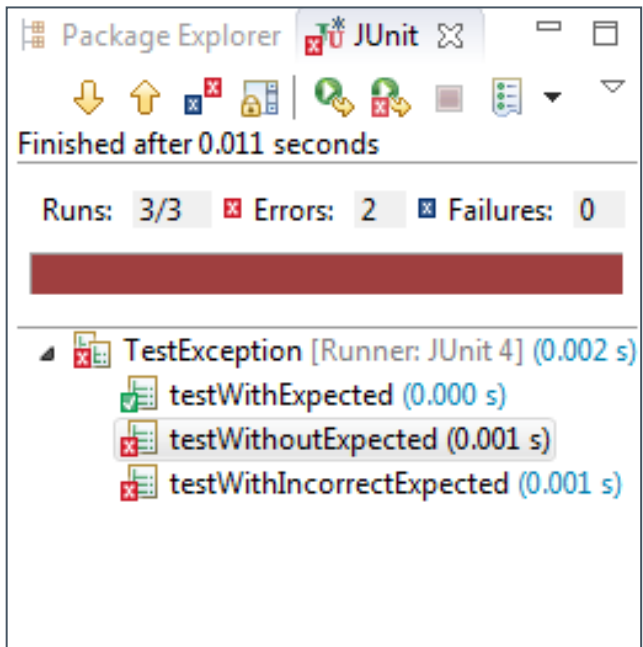 Package Explorer JUnit
Finished after 0.011 seconds
Runs: 3/3 Errors: 2 Failures: 0
TestException [Runner: JUnit 4] (0.002 s)
testWithExpected (0.000 s)
testWithoutExpected (0.001 s)
testWithIncorrectExpected (0.001 s)